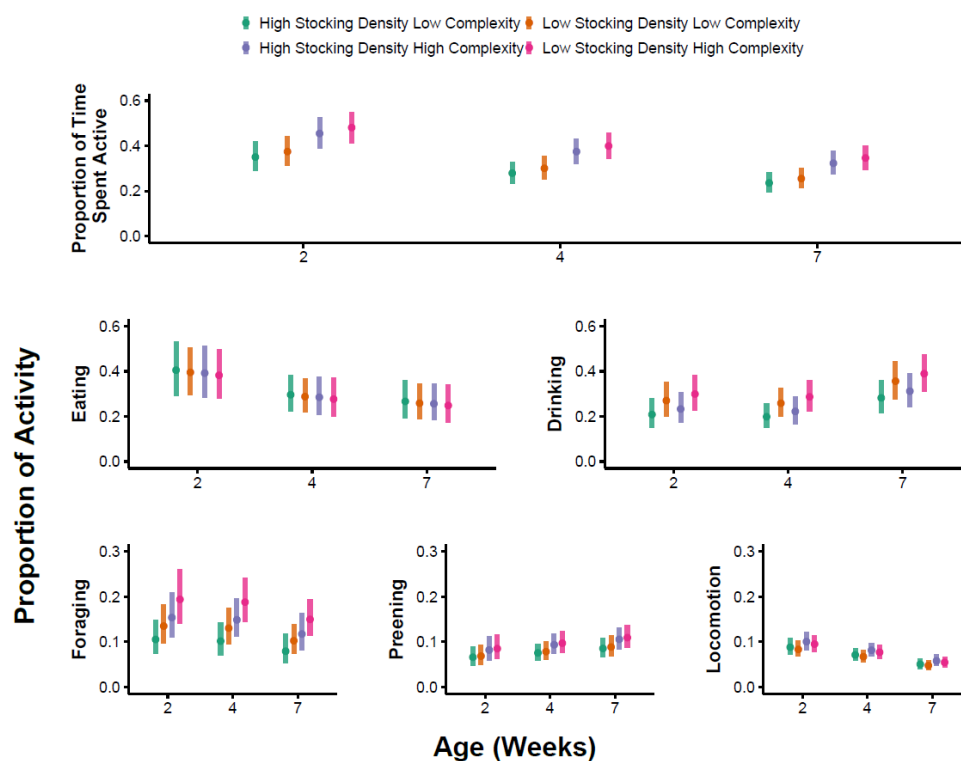 High Stocking Density Low Complexity Low Stocking Density Low Complexity
High Stocking Density High Complexity Low Stocking Density High Complexity
Proportion of Time
Spent Active
0.6
0.4
0.2
0.0
2 4 7
Proportion of Activity
Eating
0.6
0.4
0.2
0.0
2 4 7
Drinking
0.6
0.4
0.2
0.0
2 4 7
Foraging
0.3
0.2
0.1
0.0
2 4 7
Preening
0.3
0.2
0.1
0.0
2 4 7
Locomotion
0.3
0.2
0.1
0.0
2 4 7
Age (Weeks)